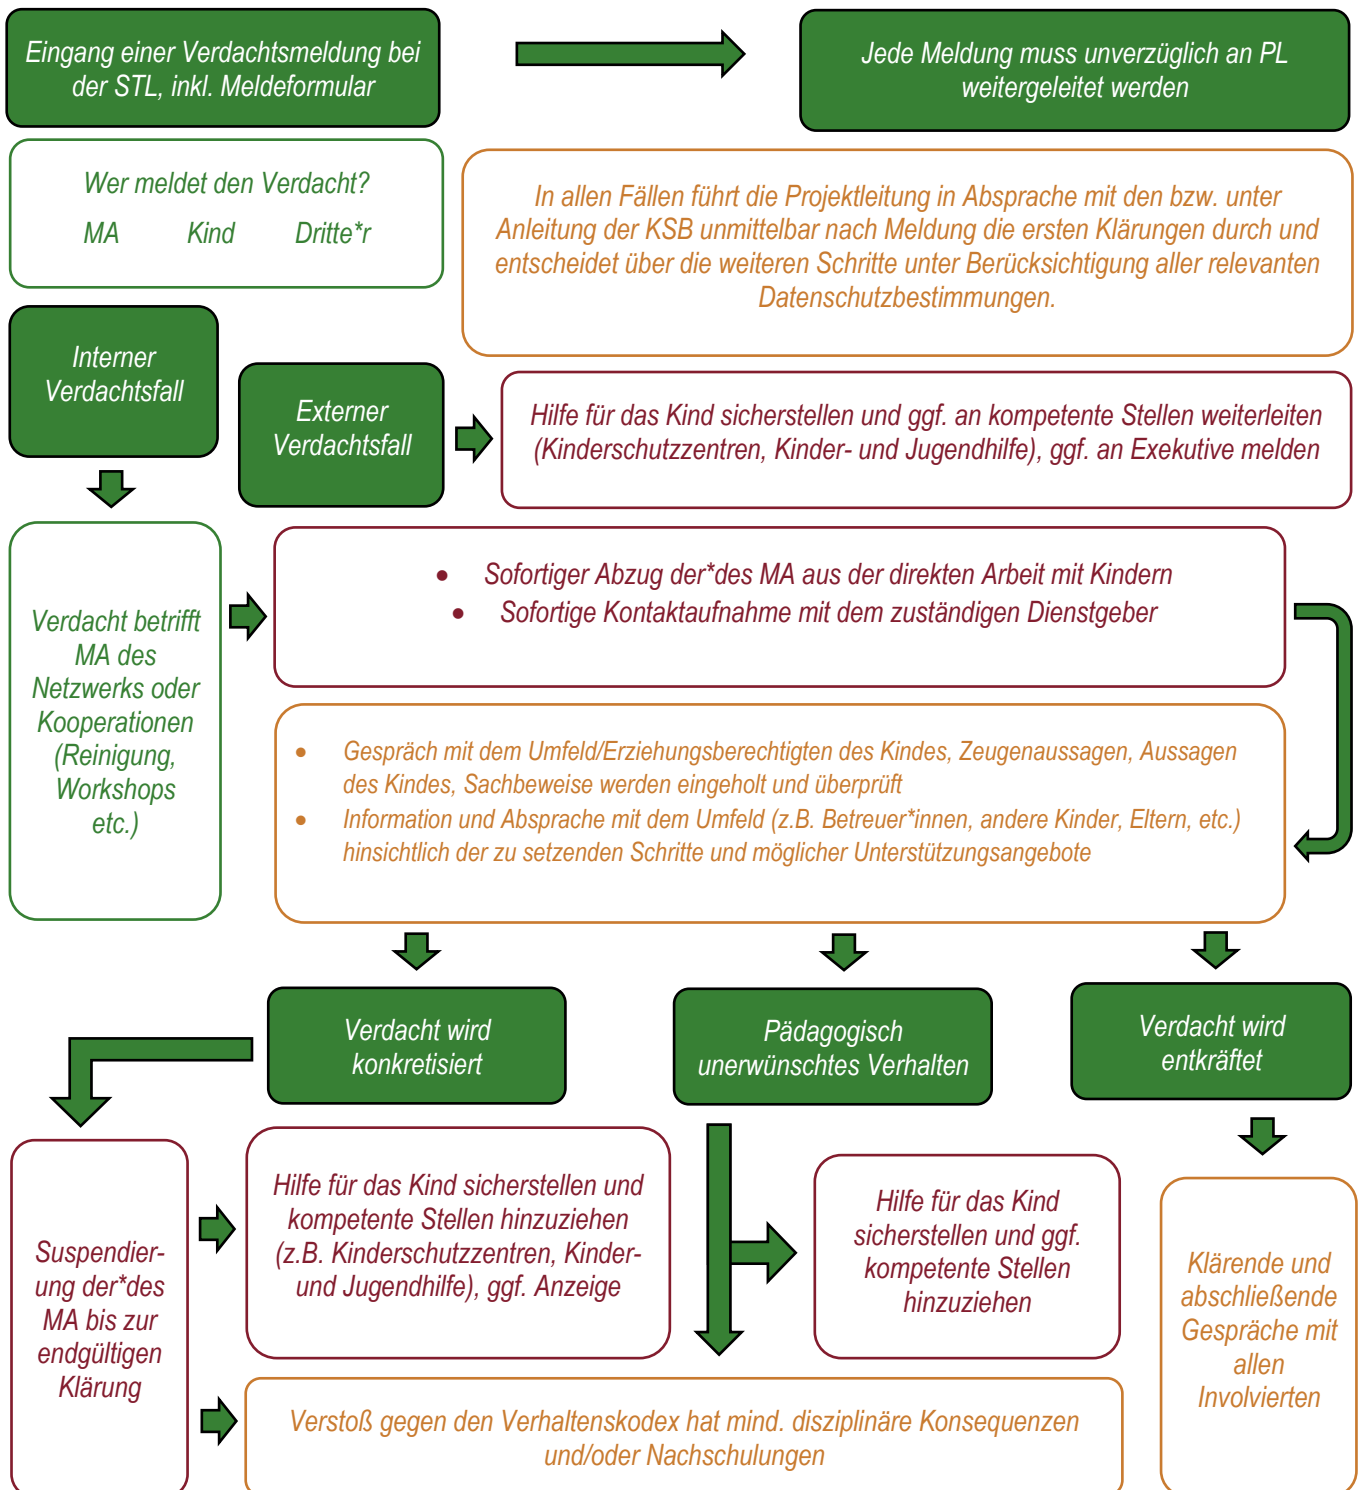 Eingang einer Verdachtsmeldung bei
der STL, inkl. Meldeformular
Jede Meldung muss unverzüglich an PL
weitergeleitet werden
Wer meldet den Verdacht?
MA Kind Dritte*r
In allen Fällen führt die Projektleitung in Absprache mit den bzw. unter
Anleitung der KSB unmittelbar nach Meldung die ersten Klärungen durch und
entscheidet über die weiteren Schritte unter Berücksichtigung aller relevanten
Datenschutzbestimmungen.
Interner
Verdachtsfall
Externer
Verdachtsfall
Hilfe für das Kind sicherstellen und ggf. an kompetente Stellen weiterleiten
(Kinderschutzzentren, Kinder- und Jugendhilfe), ggf. an Exekutive melden
Verdacht betrifft
MA des
Netzwerks oder
Kooperationen
(Reinigung,
Workshops
etc.)
• Sofortiger Abzug der*des MA aus der direkten Arbeit mit Kindern
• Sofortige Kontaktaufnahme mit dem zuständigen Dienstgeber
• Gespräch mit dem Umfeld/Erziehungsberechtigten des Kindes, Zeugenaussagen, Aussagen
des Kindes, Sachbeweise werden eingeholt und überprüft
• Information und Absprache mit dem Umfeld (z.B. Betreuer*innen, andere Kinder, Eltern, etc.)
hinsichtlich der zu setzenden Schritte und möglicher Unterstützungsangebote
Verdacht wird
konkretisiert
Pädagogisch
unerwünschtes Verhalten
Verdacht wird
entkräftet
Suspendier-
ung der*des
MA bis zur
endgültigen
Klärung
Hilfe für das Kind sicherstellen und
kompetente Stellen hinzuziehen
(z.B. Kinderschutzzentren, Kinder-
und Jugendhilfe), ggf. Anzeige
Hilfe für das Kind
sicherstellen und ggf.
kompetente Stellen
hinzuziehen
Klärende und
abschließende
Gespräche mit
allen
Involvierten
Verstoß gegen den Verhaltenskodex hat mind. disziplinäre Konsequenzen
und/oder Nachschulungen